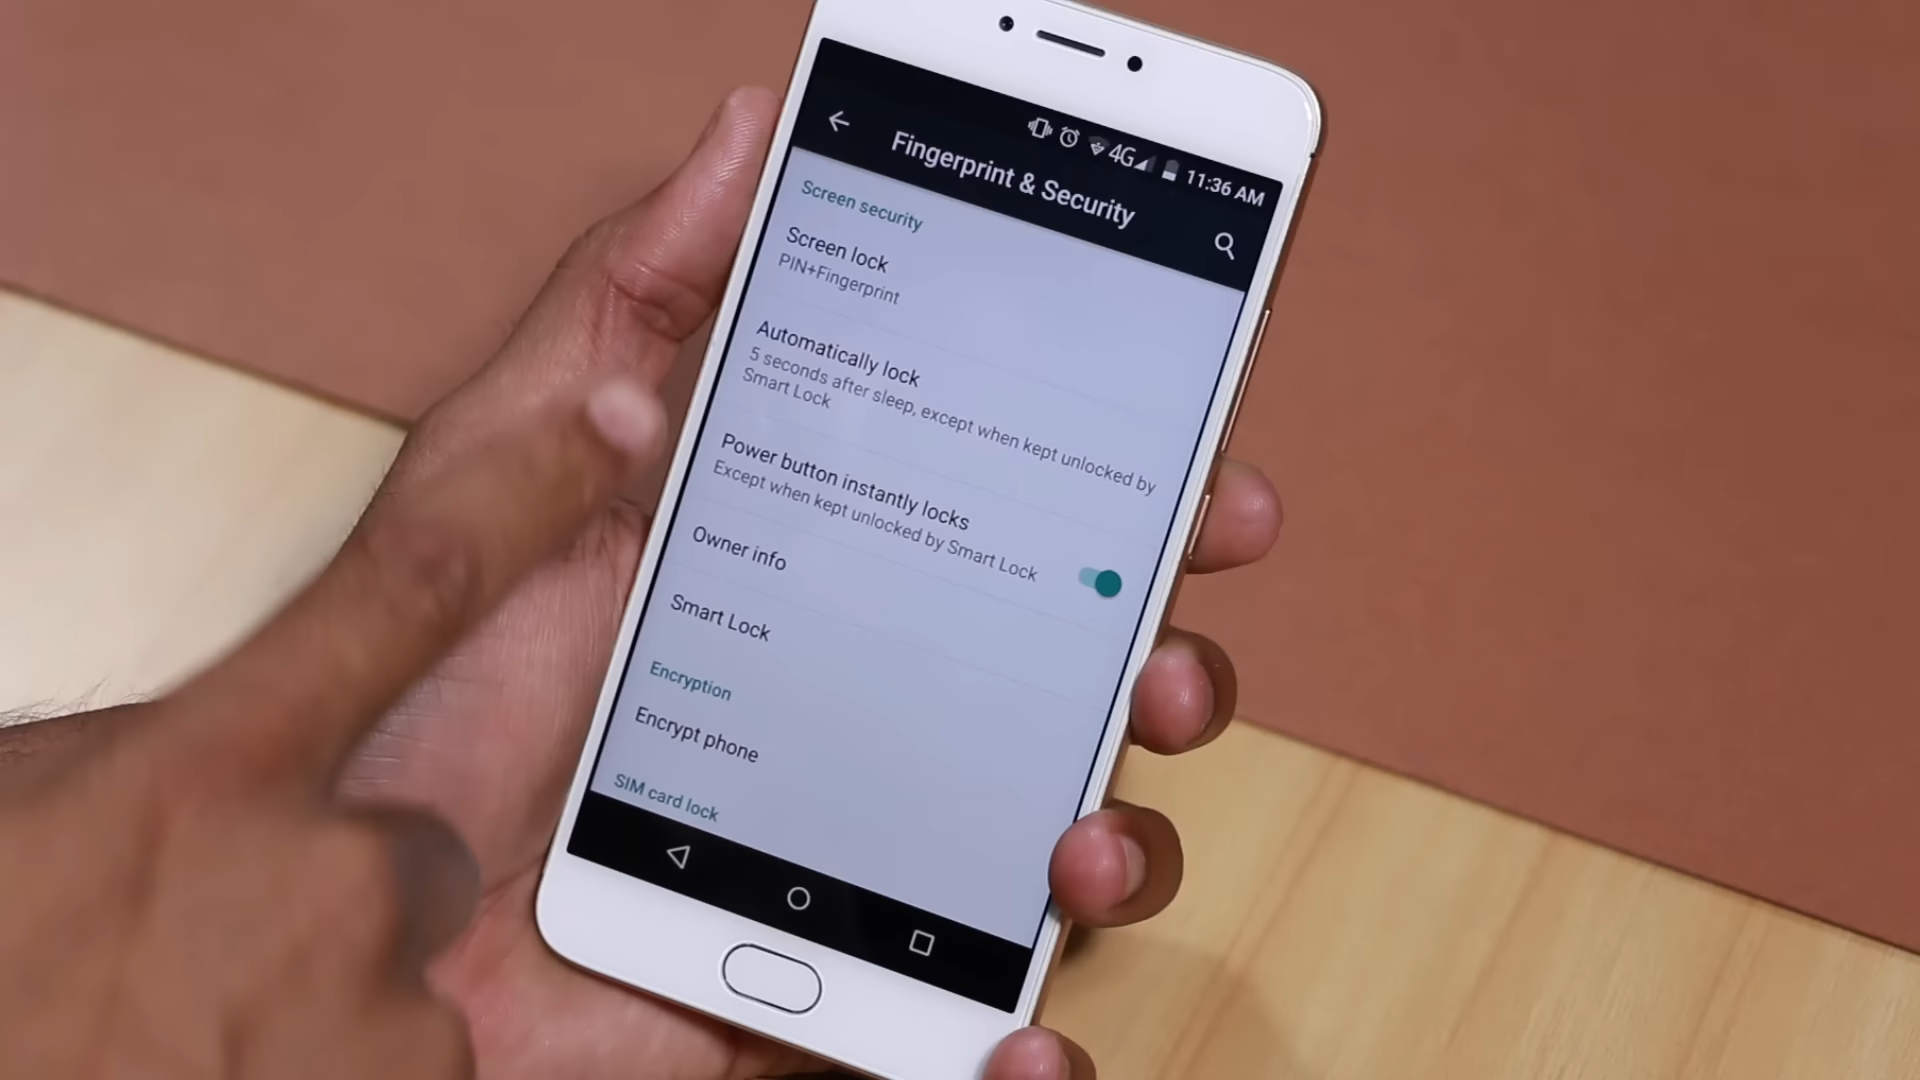 4G 11:36 AM
Fingerprint & Security
Screen security
Screen lock
PIN+Fingerprint
Automatically lock
5 seconds after sleep, except when kept unlocked by
Smart Lock
Power button instantly locks
Except when kept unlocked by Smart Lock
Owner info
Smart Lock
Encryption
Encrypt phone
SIM card lock